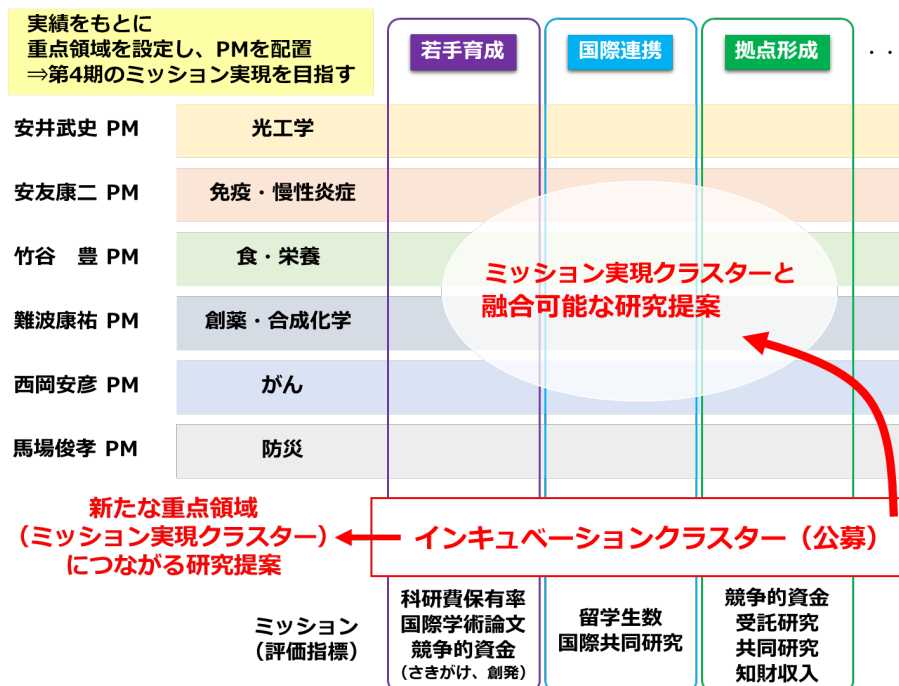 実績をもとに
重点領域を設定し、PMを配置
⇒第4期のミッション実現を目指す
若手育成
国際連携
拠点形成
・・
安井武史 PM
光工学
安友康二 PM
免疫・慢性炎症
竹谷　豊 PM
食・栄養
難波康祐 PM
創薬・合成化学
西岡安彦 PM
がん
馬場俊孝 PM
防災
ミッション実現クラスターと
融合可能な研究提案
新たな重点領域
（ミッション実現クラスター）
につながる研究提案
インキュベーションクラスター（公募）
ミッション
（評価指標）
科研費保有率
国際学術論文
競争的資金
（さきがけ、創発）
留学生数
国際共同研究
競争的資金
受託研究
共同研究
知財収入